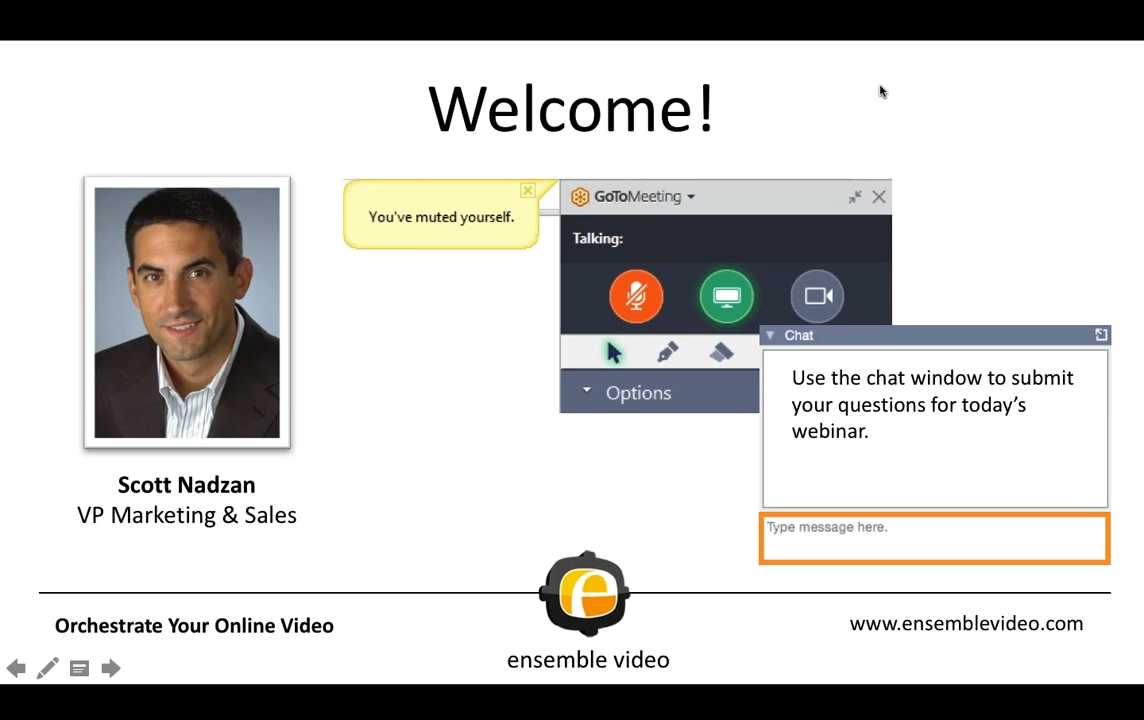 Welcome!
You've muted yourself.
GoToMeeting
Talking:
Options
Chat
Use the chat window to submit
your questions for today's
webinar.
Type message here.
Scott Nadzan
VP Marketing & Sales
Orchestrate Your Online Video
e
ensemble video
www.ensemblevideo.com